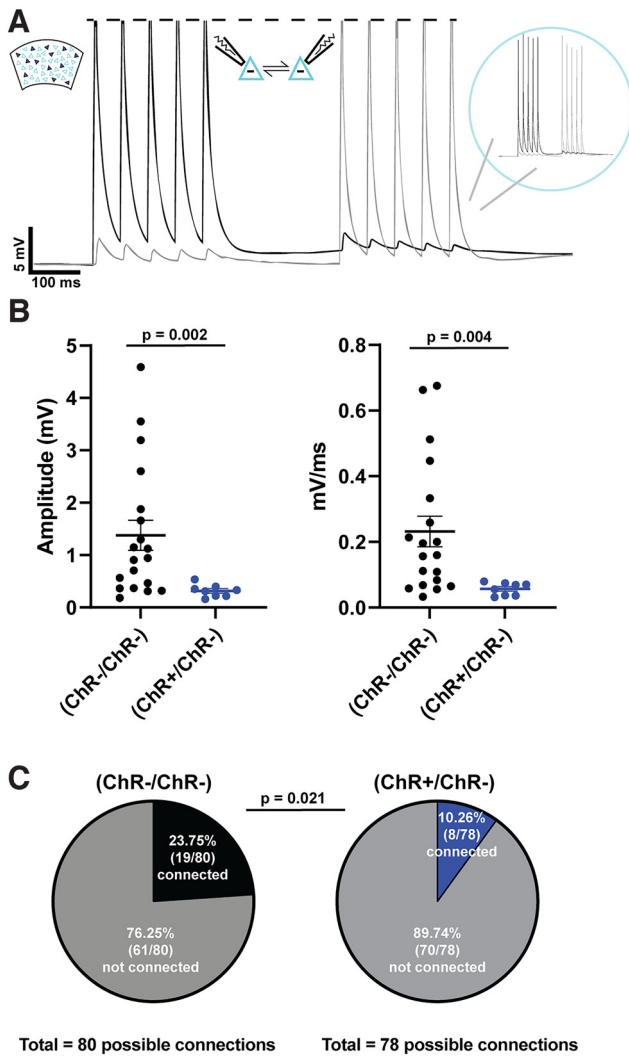 A
5 mV
100 ms
B
p = 0.002
Amplitude (mV)
5
4
3
2
1
0
(ChR-/ChR-)
(ChR+/ChR-)
p = 0.004
mV/ms
0.8
0.6
0.4
0.2
0.0
(ChR-/ChR-)
(ChR+/ChR-)
C
(ChR-/ChR-)
p = 0.021
(ChR+/ChR-)
23.75%
(19/80)
connected
76.25%
(61/80)
not connected
10.26%
(8/78)
connected
89.74%
(70/78)
not connected
Total = 80 possible connections
Total = 78 possible connections